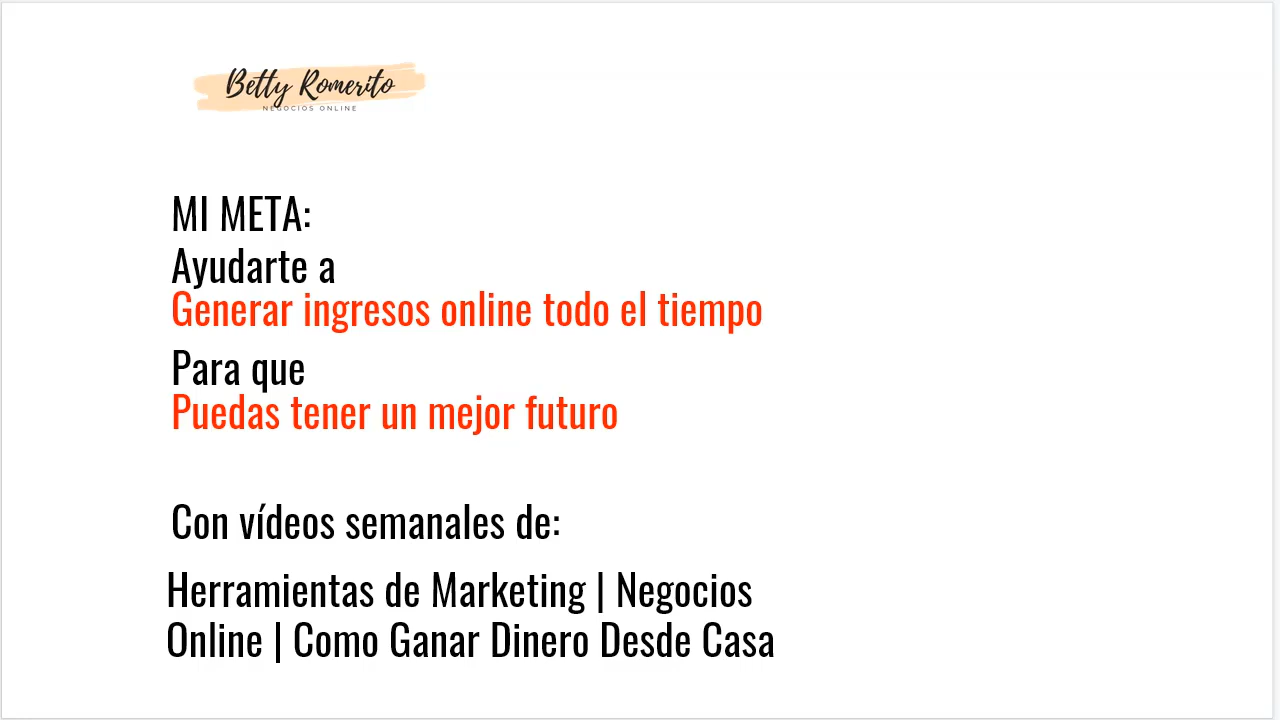 Betty Romerito
NEGOCIOS ONLINE
MI META:
Ayudarte a
Generar ingresos online todo el tiempo
Para que
Puedas tener un mejor futuro
Con vídeos semanales de:
Herramientas de Marketing | Negocios
Online | Como Ganar Dinero Desde Casa